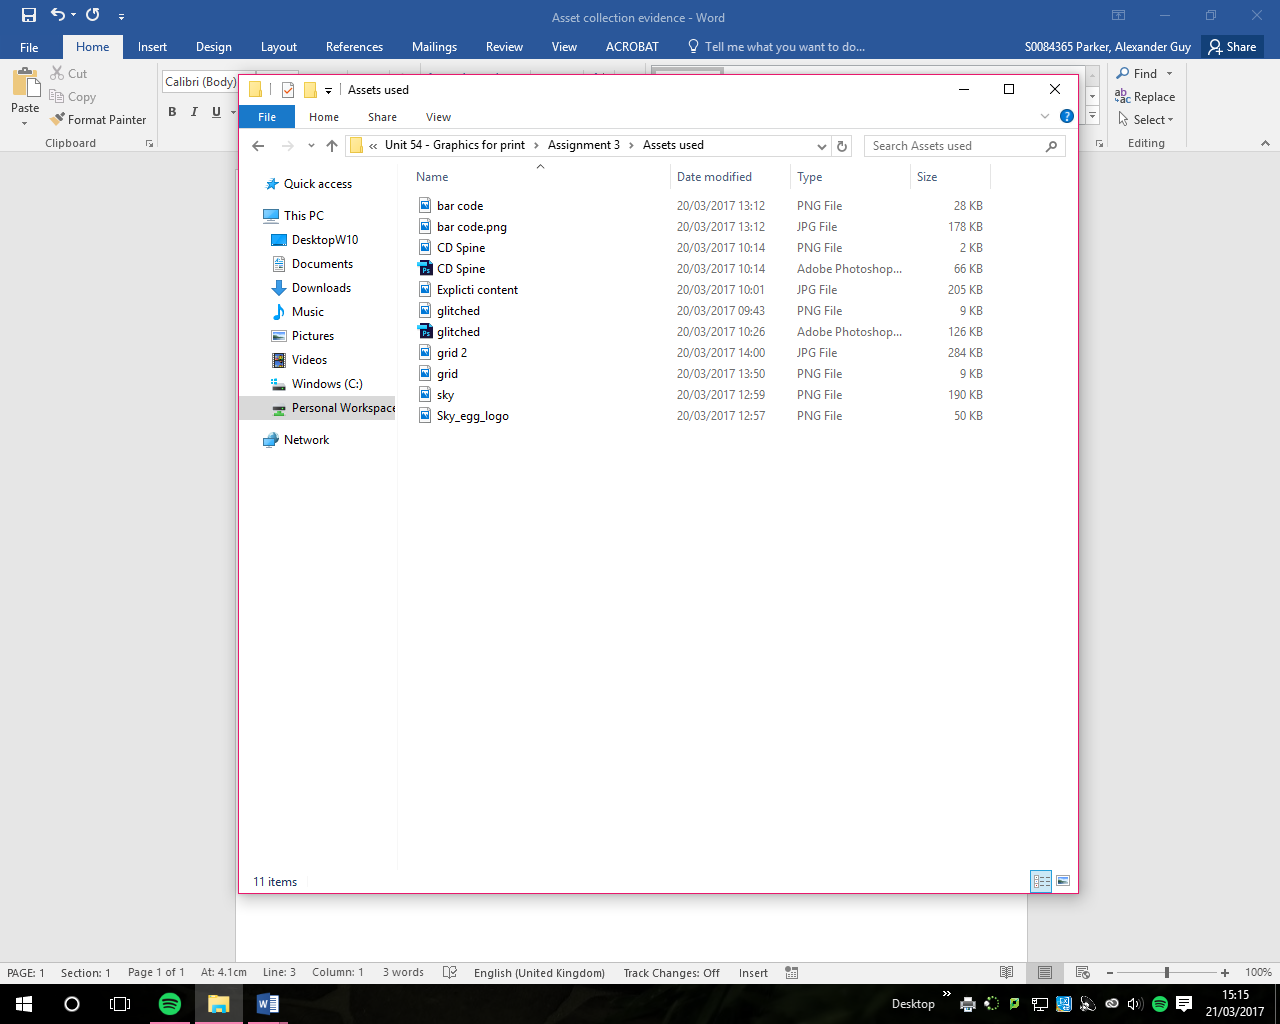 Asset collection evidence - Word
File Home Insert Design Layout References Mailings Review View ACROBAT Tell me what you want to do... S0084365 Parker, Alexander Guy Share
Paste
Cut
Copy
Format Painter
Clipboard
Calibri (Body)
B I U
Find
Replace
Select
Editing
Assets used
File Home Share View
« Unit 54 - Graphics for print > Assignment 3 > Assets used
Search Assets used
Quick access
This PC
DesktopW10
Documents
Downloads
Music
Pictures
Videos
Windows (C:)
Personal Workspace
Network
Name Date modified Type Size
bar code 20/03/2017 13:12 PNG File 28 KB
bar code.png 20/03/2017 13:12 JPG File 178 KB
CD Spine 20/03/2017 10:14 PNG File 2 KB
CD Spine 20/03/2017 10:14 Adobe Photoshop... 66 KB
Explicti content 20/03/2017 10:01 JPG File 205 KB
glitched 20/03/2017 09:43 PNG File 9 KB
glitched 20/03/2017 10:26 Adobe Photoshop... 126 KB
grid 2 20/03/2017 14:00 JPG File 284 KB
grid 20/03/2017 13:50 PNG File 9 KB
sky 20/03/2017 12:59 PNG File 190 KB
Sky_egg_logo 20/03/2017 12:57 PNG File 50 KB
11 items
PAGE: 1 Section: 1 Page 1 of 1 At: 4.1cm Line: 3 Column: 1 3 words English (United Kingdom) Track Changes: Off Insert 100%
Desktop
15:15
21/03/2017